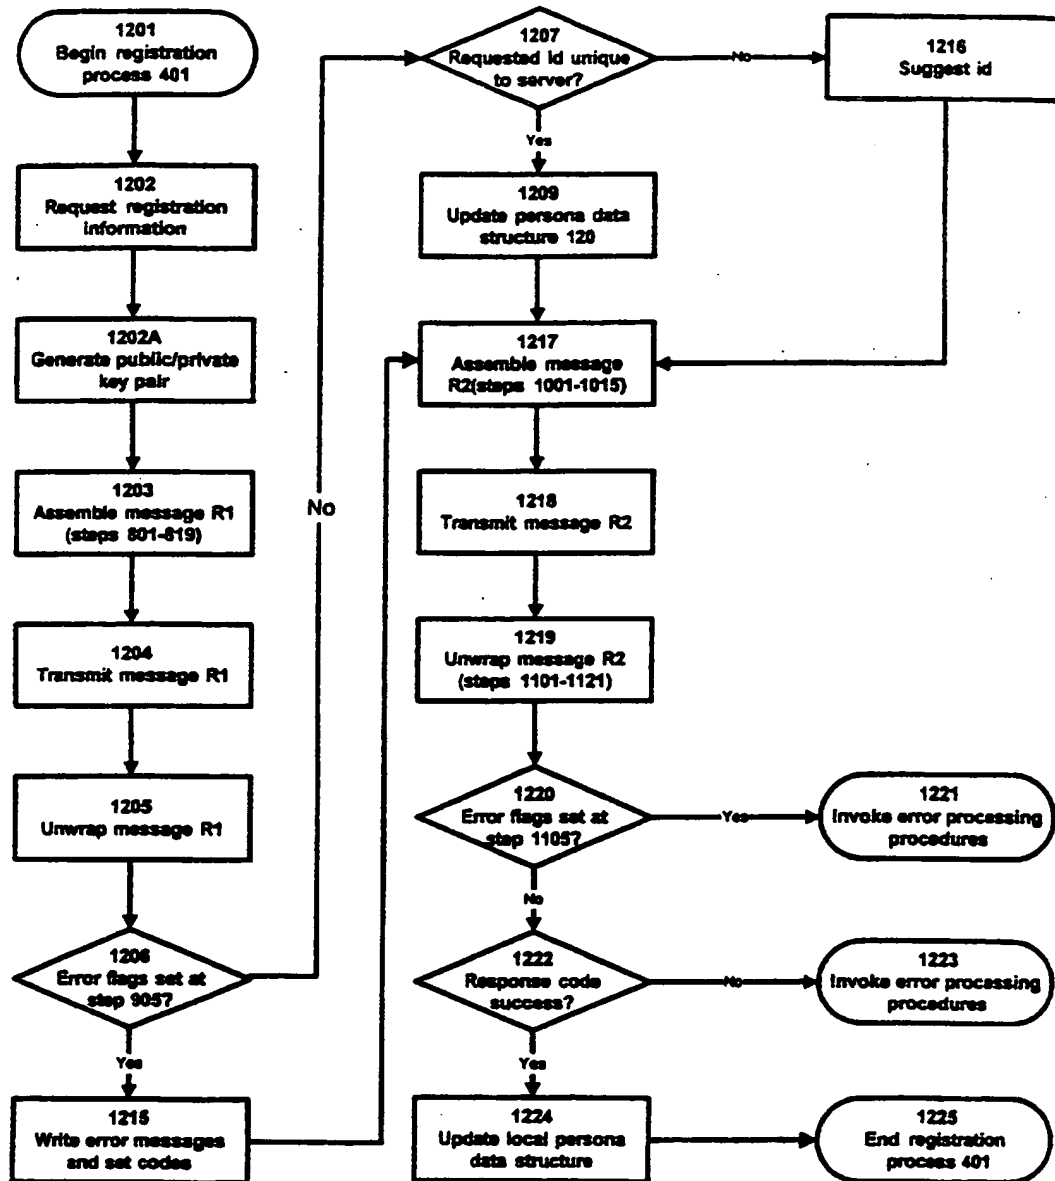 1201
Begin registration
process 401
1202
Request registration
information
1202A
Generate public/private
key pair
1203
Assemble message R1
(steps 801-819)
1204
Transmit message R1
1205
Unwrap message R1
1206
Error flags set at
step 905?
Yes
1215
Write error messages
and set codes
No
1207
Requested id unique
to server?
No
1216
Suggest id
Yes
1209
Update persona data
structure 120
1217
Assemble message
R2(steps 1001-1015)
1218
Transmit message R2
1219
Unwrap message R2
(steps 1101-1121)
1220
Error flags set at
step 1105?
Yes
1221
Invoke error processing
procedures
No
1222
Response code
success?
No
1223
Invoke error processing
procedures
Yes
1224
Update local persona
data structure
1225
End registration
process 401